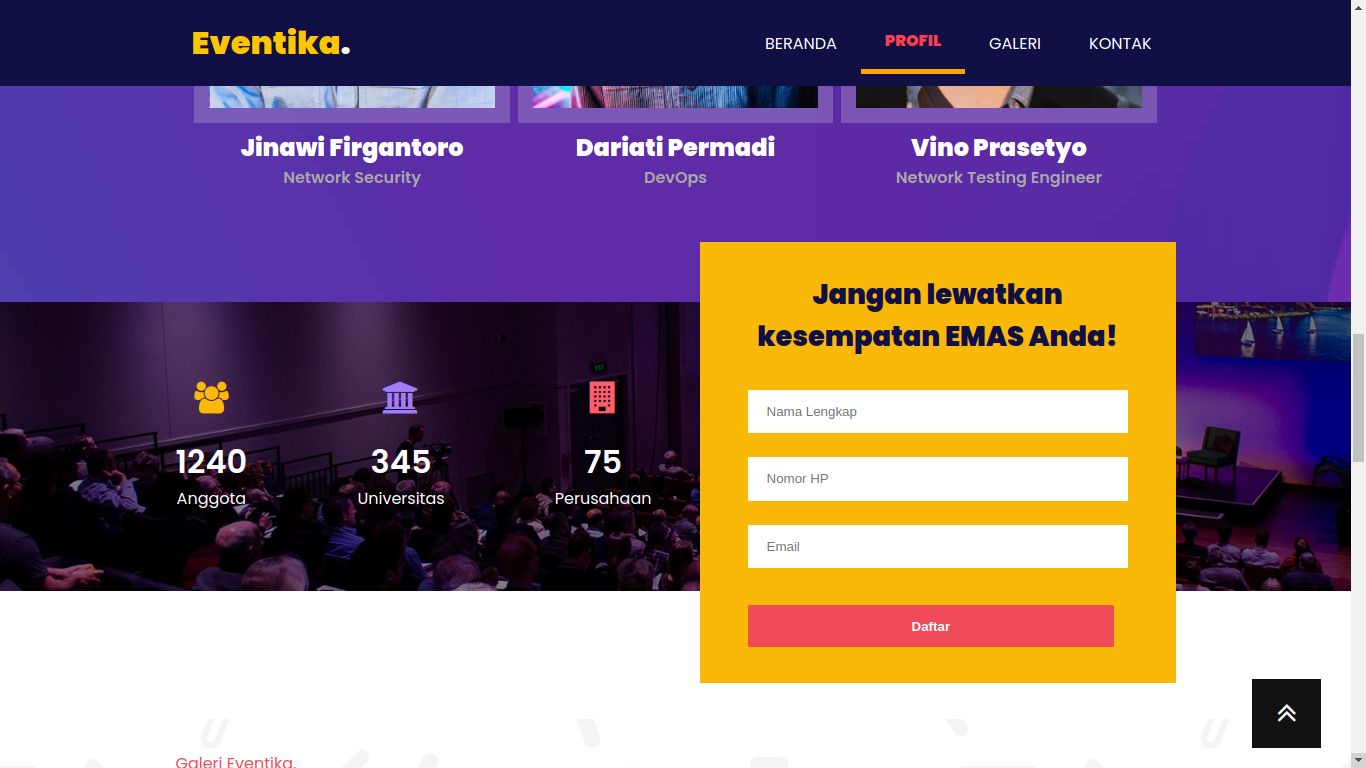 Eventika.
BERANDA
PROFIL
GALERI
KONTAK
Jinawi Firgantoro
Network Security
Dariati Permadi
DevOps
Vino Prasetyo
Network Testing Engineer
EXIT
1240
Anggota
345
Universitas
75
Perusahaan
Jangan lewatkan
kesempatan EMAS Anda!
Nama Lengkap
Nomor HP
Email
Daftar
Galeri Eventika.